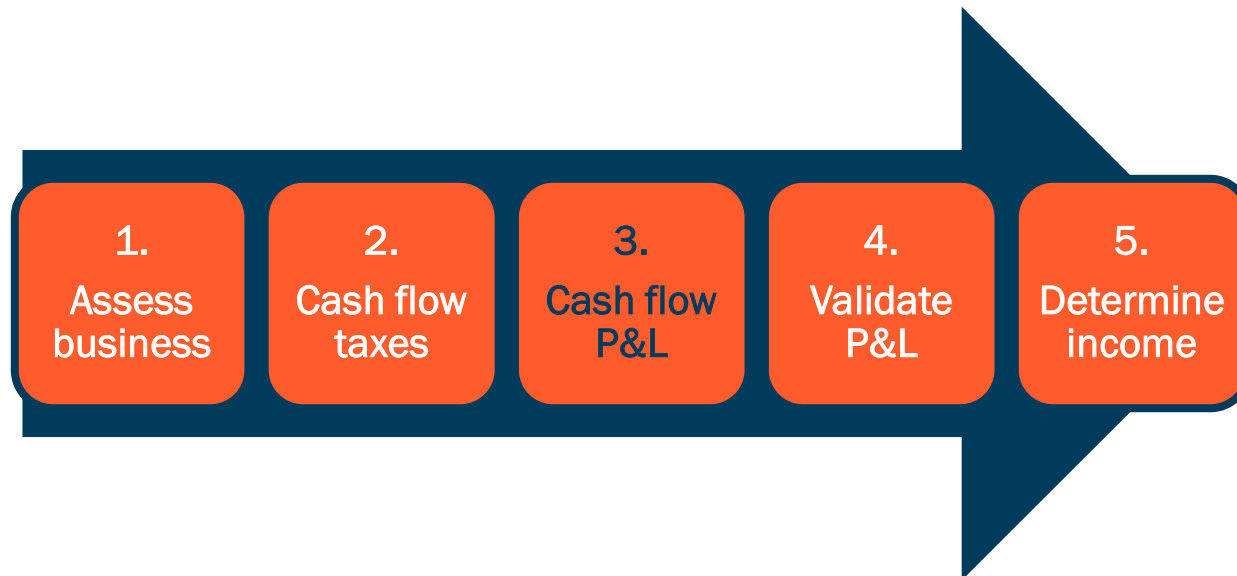 1.
Assess
business
2.
Cash flow
taxes
3.
Cash flow
P&L
4.
Validate
P&L
5.
Determine
income